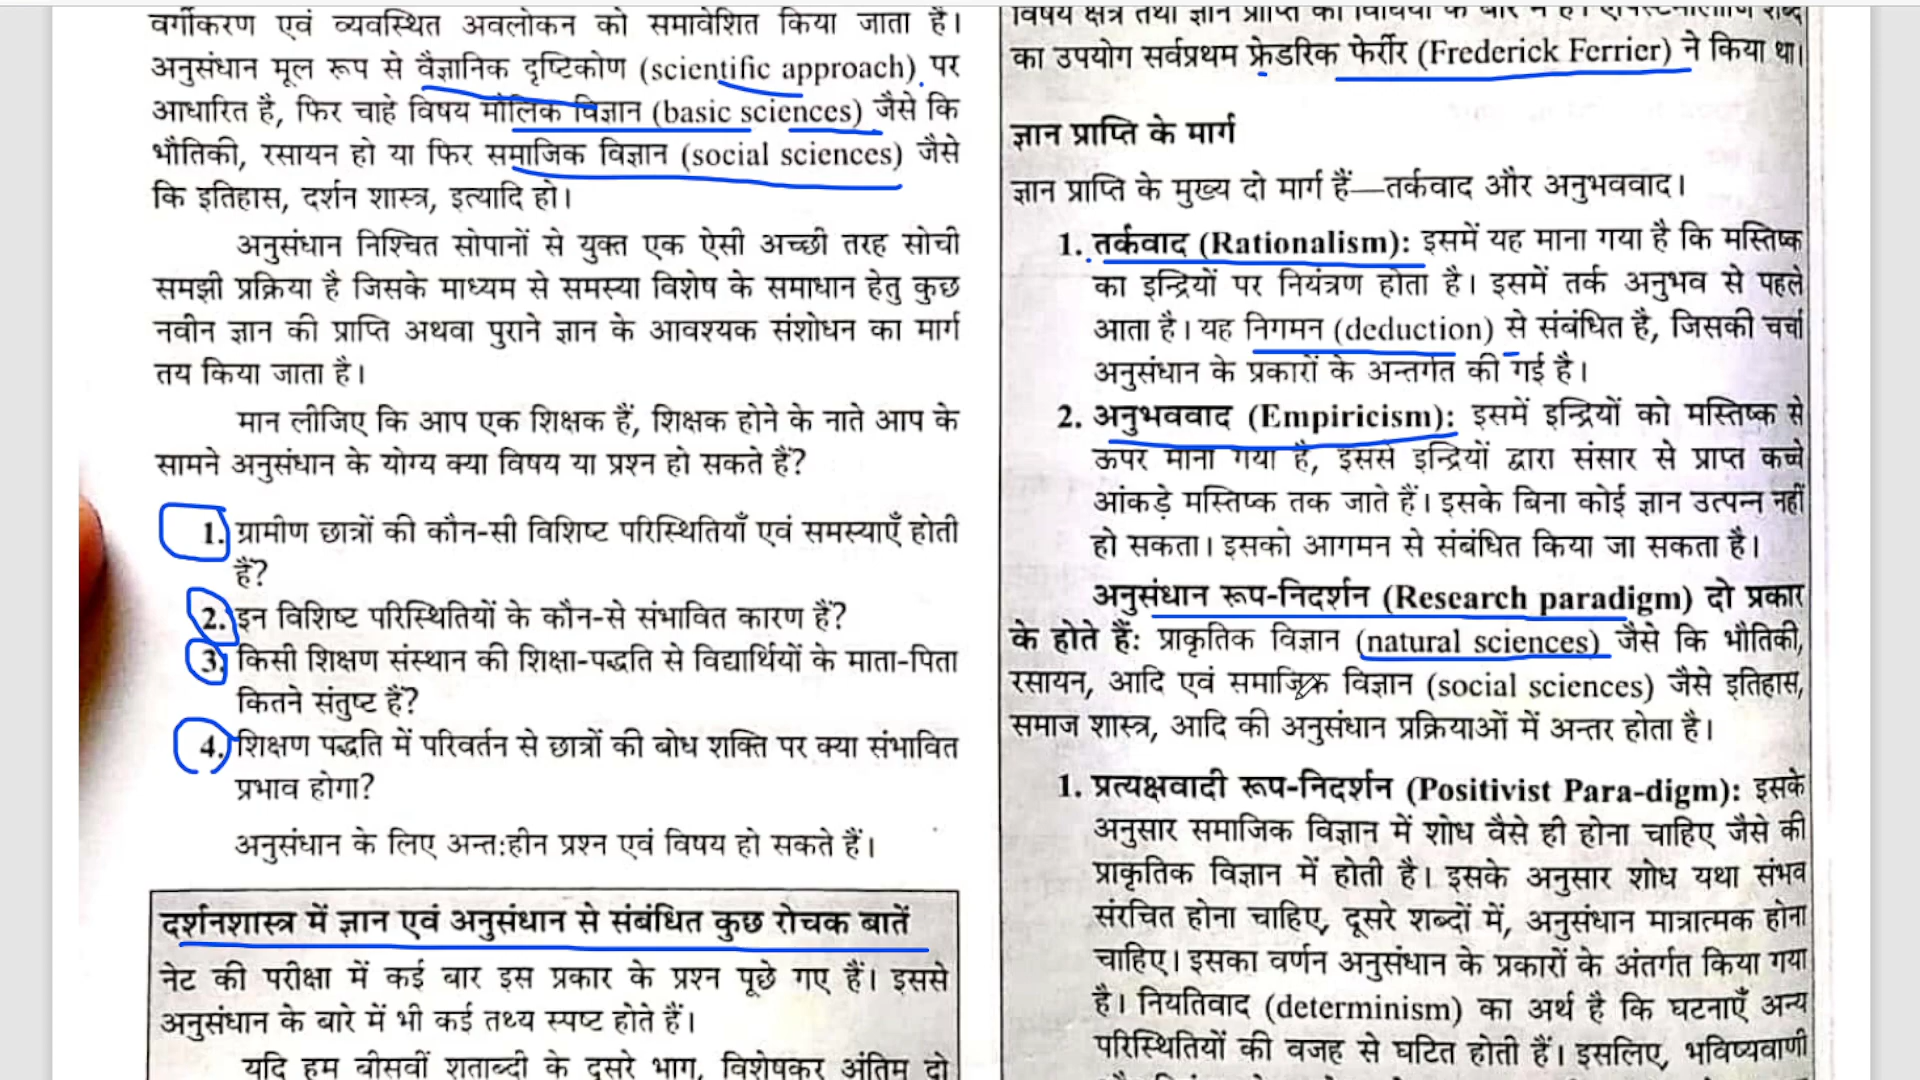 वर्गीकरण एवं व्यवस्थित अवलोकन को समावेशित किया जाता है।
अनुसंधान मूल रूप से वैज्ञानिक दृष्टिकोण (scientific approach) पर
आधारित है, फिर चाहे विषय मौलिक विज्ञान (basic sciences) जैसे कि
भौतिकी, रसायन हो या फिर समाजिक विज्ञान (social sciences) जैसे
कि इतिहास, दर्शन शास्त्र, इत्यादि हो।
अनुसंधान निश्चित सोपानों से युक्त एक ऐसी अच्छी तरह सोची
समझी प्रक्रिया है जिसके माध्यम से समस्या विशेष के समाधान हेतु कुछ
नवीन ज्ञान की प्राप्ति अथवा पुराने ज्ञान के आवश्यक संशोधन का मार्ग
तय किया जाता है।
मान लीजिए कि आप एक शिक्षक हैं, शिक्षक होने के नाते आप के
सामने अनुसंधान के योग्य क्या विषय या प्रश्न हो सकते हैं?
1. ग्रामीण छात्रों की कौन-सी विशिष्ट परिस्थितियाँ एवं समस्याएँ होती
हैं?
2. इन विशिष्ट परिस्थितियों के कौन-से संभावित कारण हैं?
3. किसी शिक्षण संस्थान की शिक्षा-पद्धति से विद्यार्थियों के माता-पिता
कितने संतुष्ट हैं?
4. शिक्षण पद्धति में परिवर्तन से छात्रों की बोध शक्ति पर क्या संभावित
प्रभाव होगा?
अनुसंधान के लिए अन्त:हीन प्रश्न एवं विषय हो सकते हैं।
दर्शनशास्त्र में ज्ञान एवं अनुसंधान से संबंधित कुछ रोचक बातें
नेट की परीक्षा में कई बार इस प्रकार के प्रश्न पूछे गए हैं। इससे
अनुसंधान के बारे में भी कई तथ्य स्पष्ट होते हैं।
यदि हम बीसवीं शताब्दी के दूसरे भाग, विशेषकर अंतिम दो
विषय क्षेत्र तथा ज्ञान प्राप्ति की विधियों के बारे में है। शब्द
का उपयोग सर्वप्रथम फ्रेडरिक फेर्रीर (Frederick Ferrier) ने किया था।
ज्ञान प्राप्ति के मार्ग
ज्ञान प्राप्ति के मुख्य दो मार्ग हैं—तर्कवाद और अनुभववाद।
1. तर्कवाद (Rationalism): इसमें यह माना गया है कि मस्तिष्क
का इन्द्रियों पर नियंत्रण होता है। इसमें तर्क अनुभव से पहले
आता है। यह निगमन (deduction) से संबंधित है, जिसकी चर्चा
अनुसंधान के प्रकारों के अन्तर्गत की गई है।
2. अनुभववाद (Empiricism): इसमें इन्द्रियों को मस्तिष्क से
ऊपर माना गया है, इससे इन्द्रियों द्वारा संसार से प्राप्त कच्चे
आंकड़े मस्तिष्क तक जाते हैं। इसके बिना कोई ज्ञान उत्पन्न नहीं
हो सकता। इसको आगमन से संबंधित किया जा सकता है।
अनुसंधान रूप-निदर्शन (Research paradigm) दो प्रकार
के होते हैं: प्राकृतिक विज्ञान (natural sciences) जैसे कि भौतिकी,
रसायन, आदि एवं समाजिक विज्ञान (social sciences) जैसे इतिहास,
समाज शास्त्र, आदि की अनुसंधान प्रक्रियाओं में अन्तर होता है।
1. प्रत्यक्षवादी रूप-निदर्शन (Positivist Para-digm): इसके
अनुसार समाजिक विज्ञान में शोध वैसे ही होना चाहिए जैसे की
प्राकृतिक विज्ञान में होती है। इसके अनुसार शोध यथा संभव
संरचित होना चाहिए, दूसरे शब्दों में, अनुसंधान मात्रात्मक होना
चाहिए। इसका वर्णन अनुसंधान के प्रकारों के अंतर्गत किया गया
है। नियतिवाद (determinism) का अर्थ है कि घटनाएँ अन्य
परिस्थितियों की वजह से घटित होती हैं। इसलिए, भविष्यवाणी